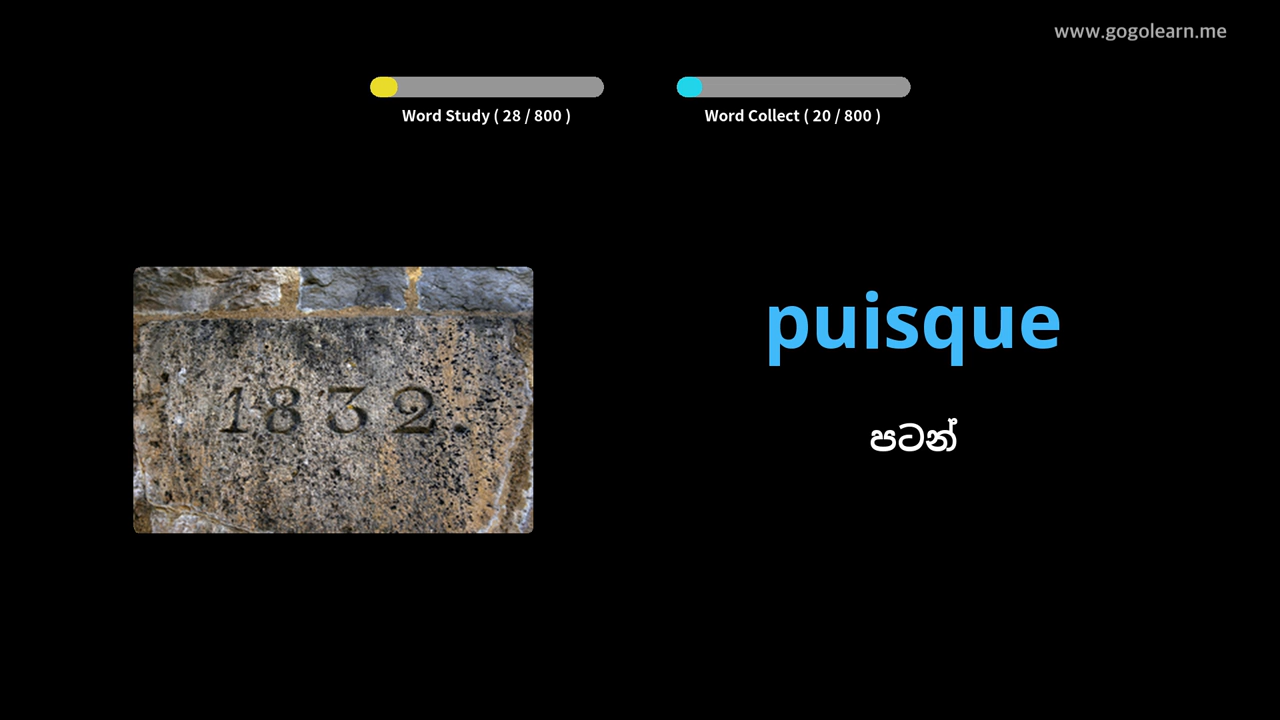 www.gogolearn.me
Word Study ( 28 / 800 )
Word Collect ( 20 / 800 )
1832.
puisque
පටන්